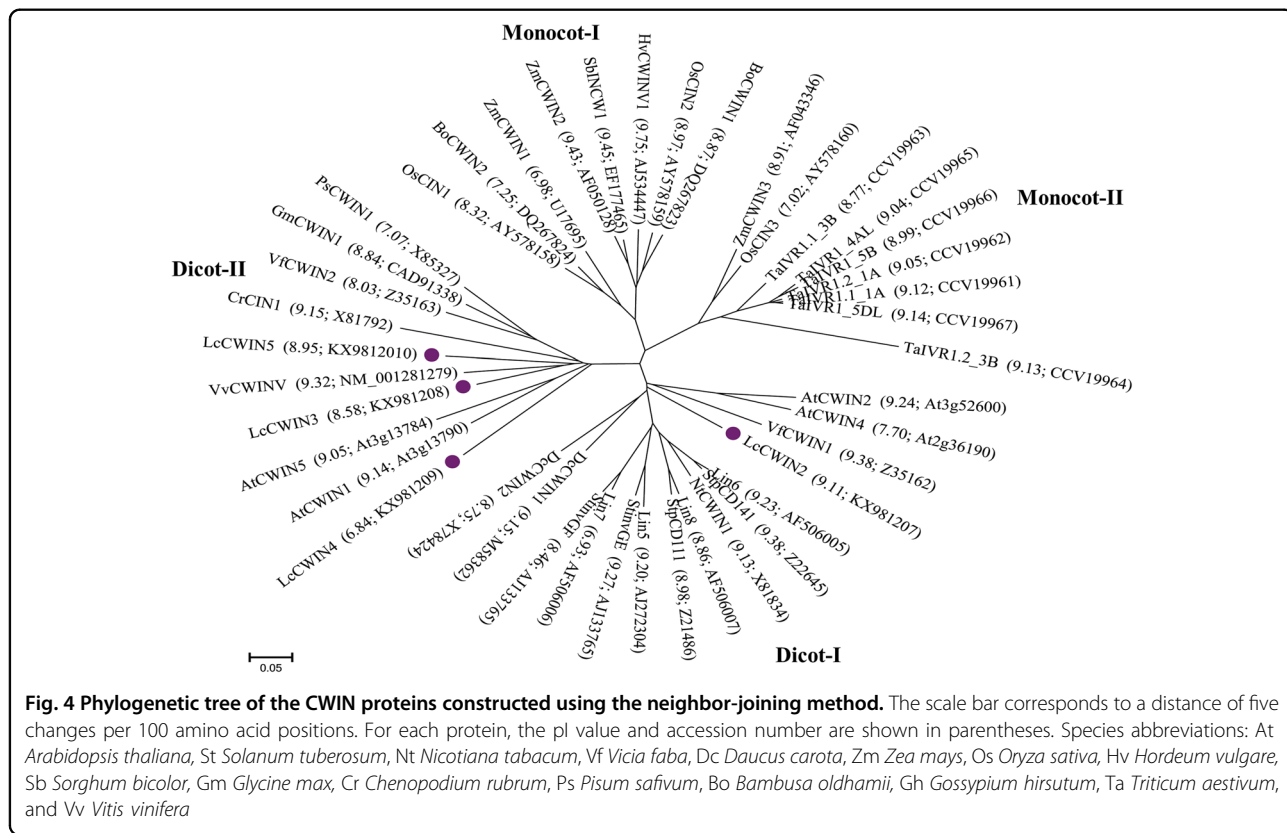 Monocot-I
OsCIN1 (8.32; AY578158)
BoCWIN2 (7.25; DQ267824)
ZmCWIN1 (6.98; U17695)
ZmCWIN2 (9.43; AF050128)
SbINCW1 (9.45; EF177465)
HvCWINV1 (9.75; AJ534447)
OsCIN2 (8.97; AY578159)
BoCWIN1 (8.87; DQ267823)
Monocot-II
ZmCWIN3 (8.91; AF043346)
OsCIN3 (7.02; AY578160)
TaIVR1.1_3B (8.77; CCV19963)
TaIVR1_4AL (9.04; CCV19965)
TaIVR1_5B (8.99; CCV19966)
TaIVR1.2_1A (9.05; CCV19962)
TaIVR1.1_1A (9.12; CCV19961)
TaIVR1_5DL (9.14; CCV19967)
TaIVR1.2_3B (9.13; CCV19964)
Dicot-II
PsCWIN1 (7.07; X85327)
GmCWIN1 (8.84; CAD91338)
VfCWIN2 (8.03; Z35163)
CrCIN1 (9.15; X81792)
LcCWIN5 (8.95; KX9812010)
VvCWINV (9.32; NM_001281279)
LcCWIN3 (8.58; KX981208)
AtCWIN5 (9.05; At3g13784)
AtCWIN1 (9.14; At3g13790)
LcCWIN4 (6.84; KX981209)
AtCWIN2 (9.24; At3g52600)
AtCWIN4 (7.70; At2g36190)
VfCWIN1 (9.38; Z35162)
LcCWIN2 (9.11; KX981207)
Lin6 (9.23; AF506005)
StpCD141 (9.38; Z22645)
NtCWIN1 (9.13; X81834)
Lin8 (8.86; AF506007)
StpCD111 (8.98; Z21486)
Lin5 (9.20; AJ272304)
StinvGE (9.27; AJ133765)
Lin7 (6.93; AF506006)
StinvGF (8.46; AJ133765)
DcCWIN1 (9.15; M58362)
DcCWIN2 (8.75; X78424)
Dicot-I
0.05
Fig. 4 Phylogenetic tree of the CWIN proteins constructed using the neighbor-joining method. The scale bar corresponds to a distance of five
changes per 100 amino acid positions. For each protein, the pI value and accession number are shown in parentheses. Species abbreviations: At
Arabidopsis thaliana, St Solanum tuberosum, Nt Nicotiana tabacum, Vf Vicia faba, Dc Daucus carota, Zm Zea mays, Os Oryza sativa, Hv Hordeum vulgare,
Sb Sorghum bicolor, Gm Glycine max, Cr Chenopodium rubrum, Ps Pisum safivum, Bo Bambusa oldhamii, Gh Gossypium hirsutum, Ta Triticum aestivum,
and Vv Vitis vinifera